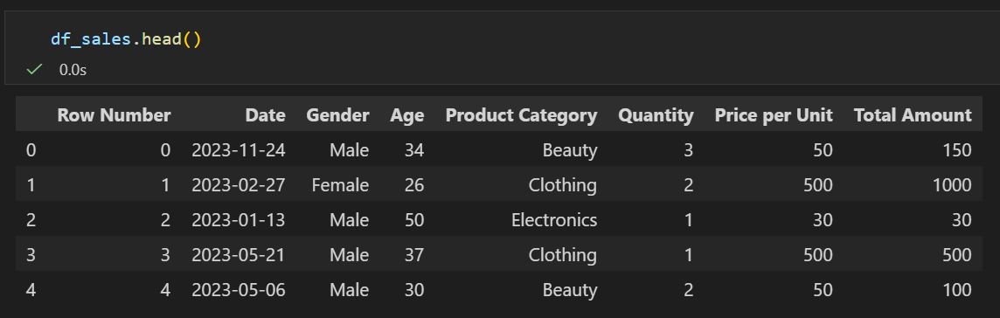 df_sales.head()
0.0s
Row Number Date Gender Age Product Category Quantity Price per Unit Total Amount
0 0 2023-11-24 Male 34 Beauty 3 50 150
1 1 2023-02-27 Female 26 Clothing 2 500 1000
2 2 2023-01-13 Male 50 Electronics 1 30 30
3 3 2023-05-21 Male 37 Clothing 1 500 500
4 4 2023-05-06 Male 30 Beauty 2 50 100